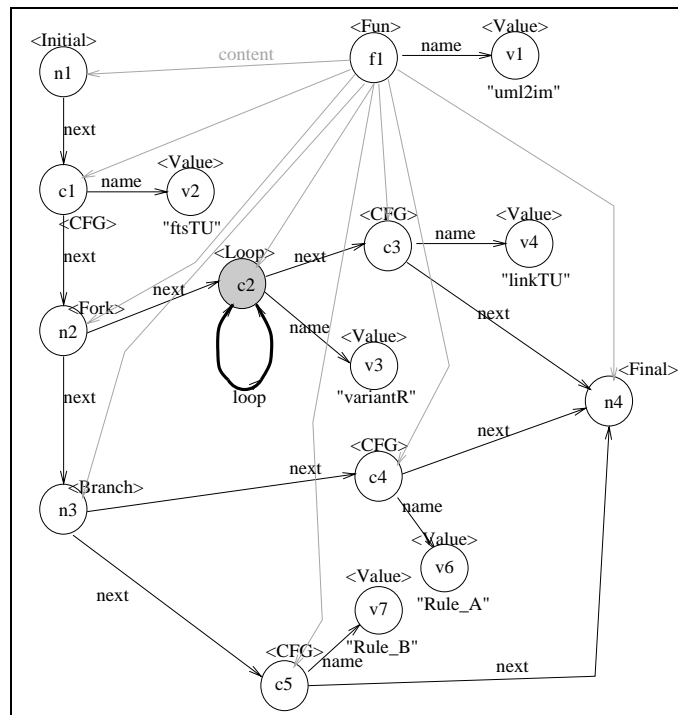 <Fun>
<Initial>
<Value>
name
f1
v1
content
n1
"uml2im"
next
<Value>
name
c1
v2
<CFG>
<CFG>
<Value>
"ftsTU"
name
c3
v4
next
<Loop>
next
"linkTU"
c2
next
<Fork>
n2
next
name
<Value>
v3
<Final>
loop
"variantR"
n4
next
<CFG>
next
next
<Branch>
c4
n3
name
<Value>
v6
<Value>
"Rule_A"
next
v7
<CFG>
"Rule_B"
name
c5
next